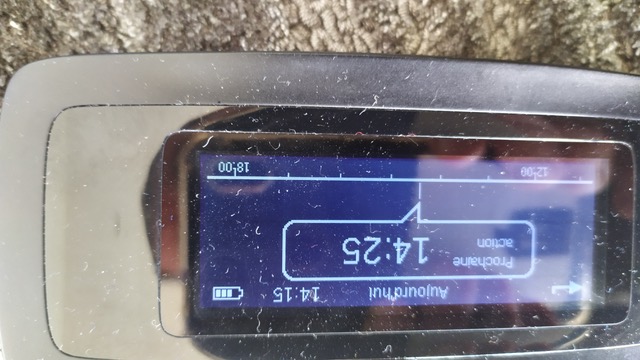 Aujourd'hui 14:15
Prochaine
action
14:25
12:00 18:00